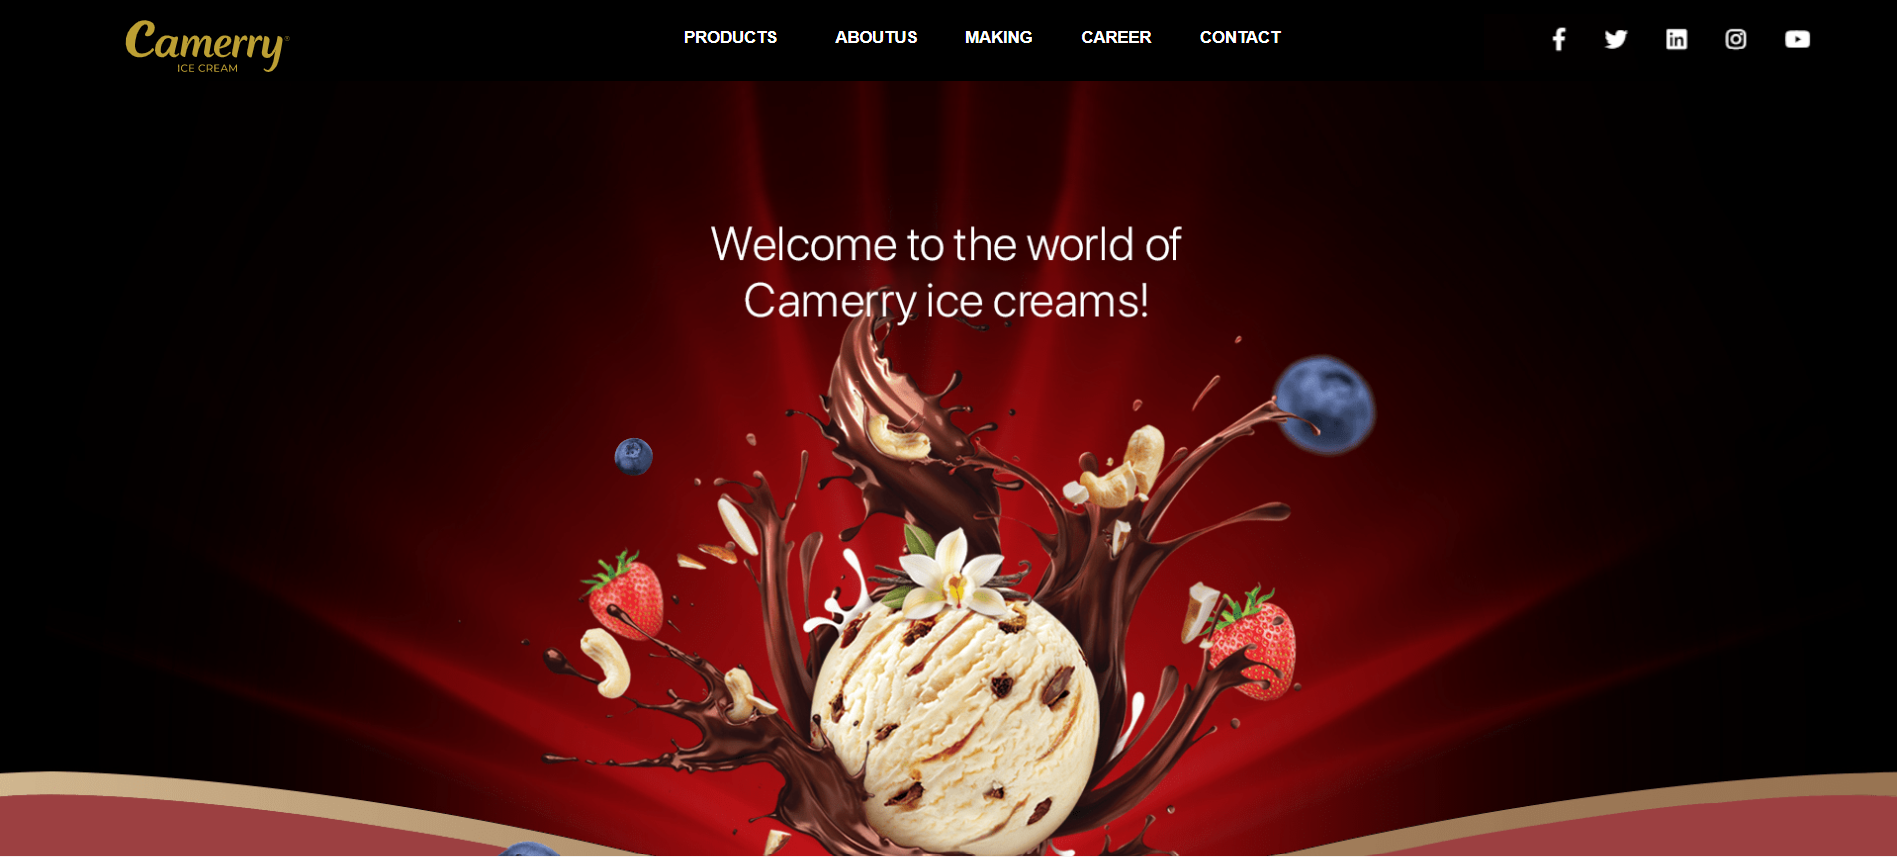 Camerry®
ICE CREAM
PRODUCTS
ABOUTUS
MAKING
CAREER
CONTACT
Welcome to the world of
Camerry ice creams!